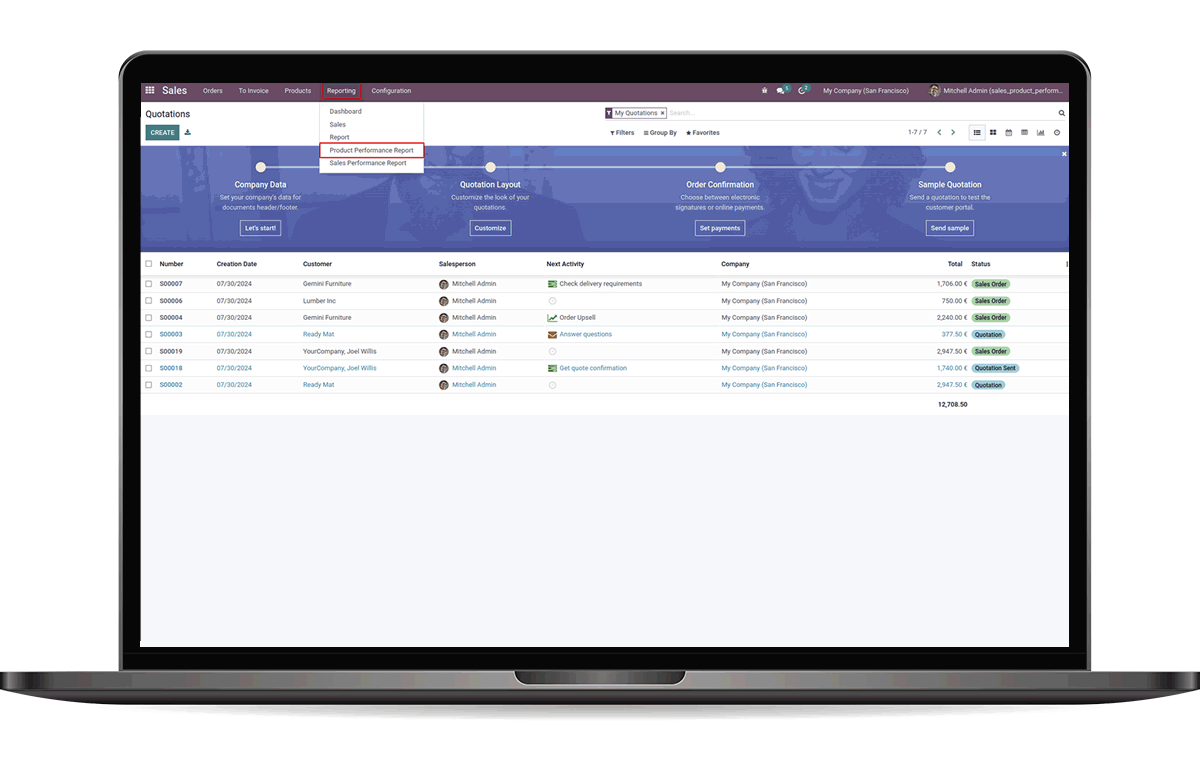 Sales Orders To Invoice Products Reporting Configuration 5 2 My Company (San Francisco) Mitchell Admin (sales_product_perform...
Quotations My Quotations × Search...
CREATE Filters Group By Favorites 1-7 / 7
Dashboard
Sales
Report
Product Performance Report
Sales Performance Report
Company Data
Set your company's data for
documents header/footer.
Let's start!
Quotation Layout
Customize the look of your
quotations.
Customize
Order Confirmation
Choose between electronic
signatures or online payments.
Set payments
Sample Quotation
Send a quotation to test the
customer portal.
Send sample
Number Creation Date Customer Salesperson Next Activity Company Total Status
S00007 07/30/2024 Gemini Furniture Mitchell Admin Check delivery requirements My Company (San Francisco) 1,706.00 € Sales Order
S00006 07/30/2024 Lumber Inc Mitchell Admin My Company (San Francisco) 750.00 € Sales Order
S00004 07/30/2024 Gemini Furniture Mitchell Admin Order Upsell My Company (San Francisco) 2,240.00 € Sales Order
S00003 07/30/2024 Ready Mat Mitchell Admin Answer questions My Company (San Francisco) 377.50 € Quotation
S00019 07/30/2024 YourCompany, Joel Willis Mitchell Admin My Company (San Francisco) 2,947.50 € Sales Order
S00018 07/30/2024 YourCompany, Joel Willis Mitchell Admin Get quote confirmation My Company (San Francisco) 1,740.00 € Quotation Sent
S00002 07/30/2024 Ready Mat Mitchell Admin My Company (San Francisco) 2,947.50 € Quotation
12,708.50